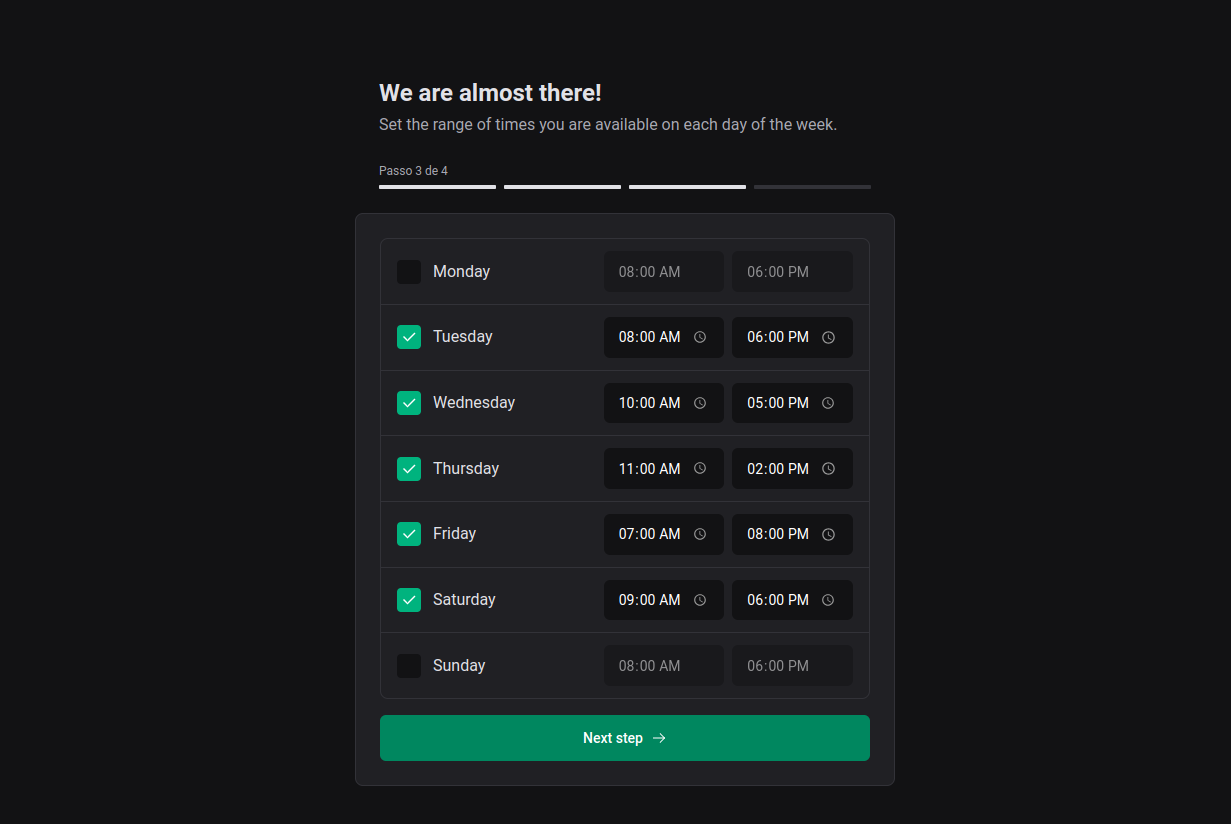 We are almost there!
Set the range of times you are available on each day of the week.
Passo 3 de 4
Monday 08:00 AM 06:00 PM
Tuesday 08:00 AM 06:00 PM
Wednesday 10:00 AM 05:00 PM
Thursday 11:00 AM 02:00 PM
Friday 07:00 AM 08:00 PM
Saturday 09:00 AM 06:00 PM
Sunday 08:00 AM 06:00 PM
Next step